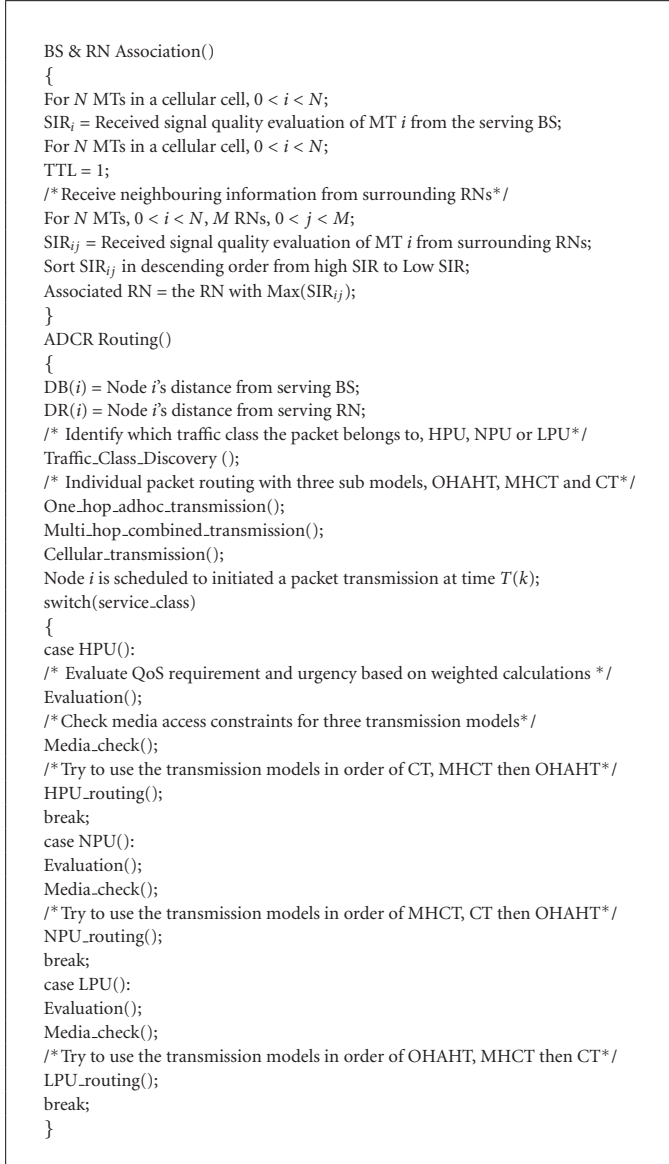 BS & RN Association()
{
For N MTs in a cellular cell, 0 < i < N;
SIRi = Received signal quality evaluation of MT i from the serving BS;
For N MTs in a cellular cell, 0 < i < N;
TTL = 1;
/*Receive neighbouring information from surrounding RNs*/
For N MTs, 0 < i < N, M RNs, 0 < j < M;
SIRij = Received signal quality evaluation of MT i from surrounding RNs;
Sort SIRij in descending order from high SIR to Low SIR;
Associated RN = the RN with Max(SIRij);
}
ADCR Routing()
{
DB(i) = Node i's distance from serving BS;
DR(i) = Node i's distance from serving RN;
/* Identify which traffic class the packet belongs to, HPU, NPU or LPU*/
Traffic_Class_Discovery ();
/* Individual packet routing with three sub models, OHAHT, MHCT and CT*/
One_hop_adhoc_transmission();
Multi_hop_combined_transmission();
Cellular_transmission();
Node i is scheduled to initiated a packet transmission at time T(k);
switch(service_class)
{
case HPU():
/* Evaluate QoS requirement and urgency based on weighted calculations */
Evaluation();
/*Check media access constraints for three transmission models*/
Media_check();
/*Try to use the transmission models in order of CT, MHCT then OHAHT*/
HPU_routing();
break;
case NPU():
Evaluation();
Media_check();
/*Try to use the transmission models in order of MHCT, CT then OHAHT*/
NPU_routing();
break;
case LPU():
Evaluation();
Media_check();
/*Try to use the transmission models in order of OHAHT, MHCT then CT*/
LPU_routing();
break;
}